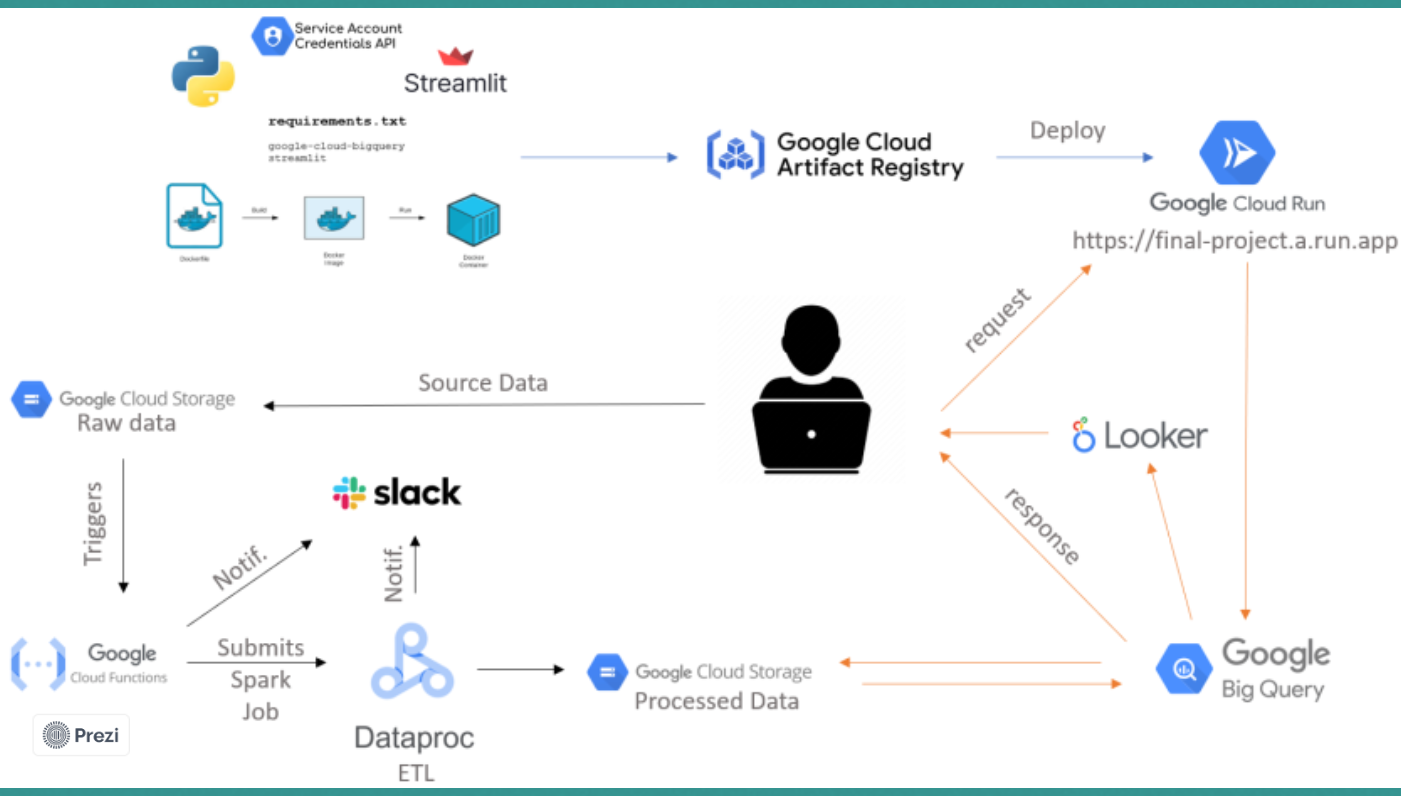 Service Account
Credentials API
Streamlit
requirements.txt
google-cloud-bigquery
streamlit
Build
Run
Dockerfile
Docker
Image
Docker
Container
Google Cloud
Artifact Registry
Deploy
Google Cloud Run
https://final-project.a.run.app
request
Source Data
Google Cloud Storage
Raw data
Looker
Triggers
slack
Notif.
Notif.
response
Google
Cloud Functions
Submits
Spark
Job
Dataproc
ETL
Google Cloud Storage
Processed Data
Google
Big Query
Prezi